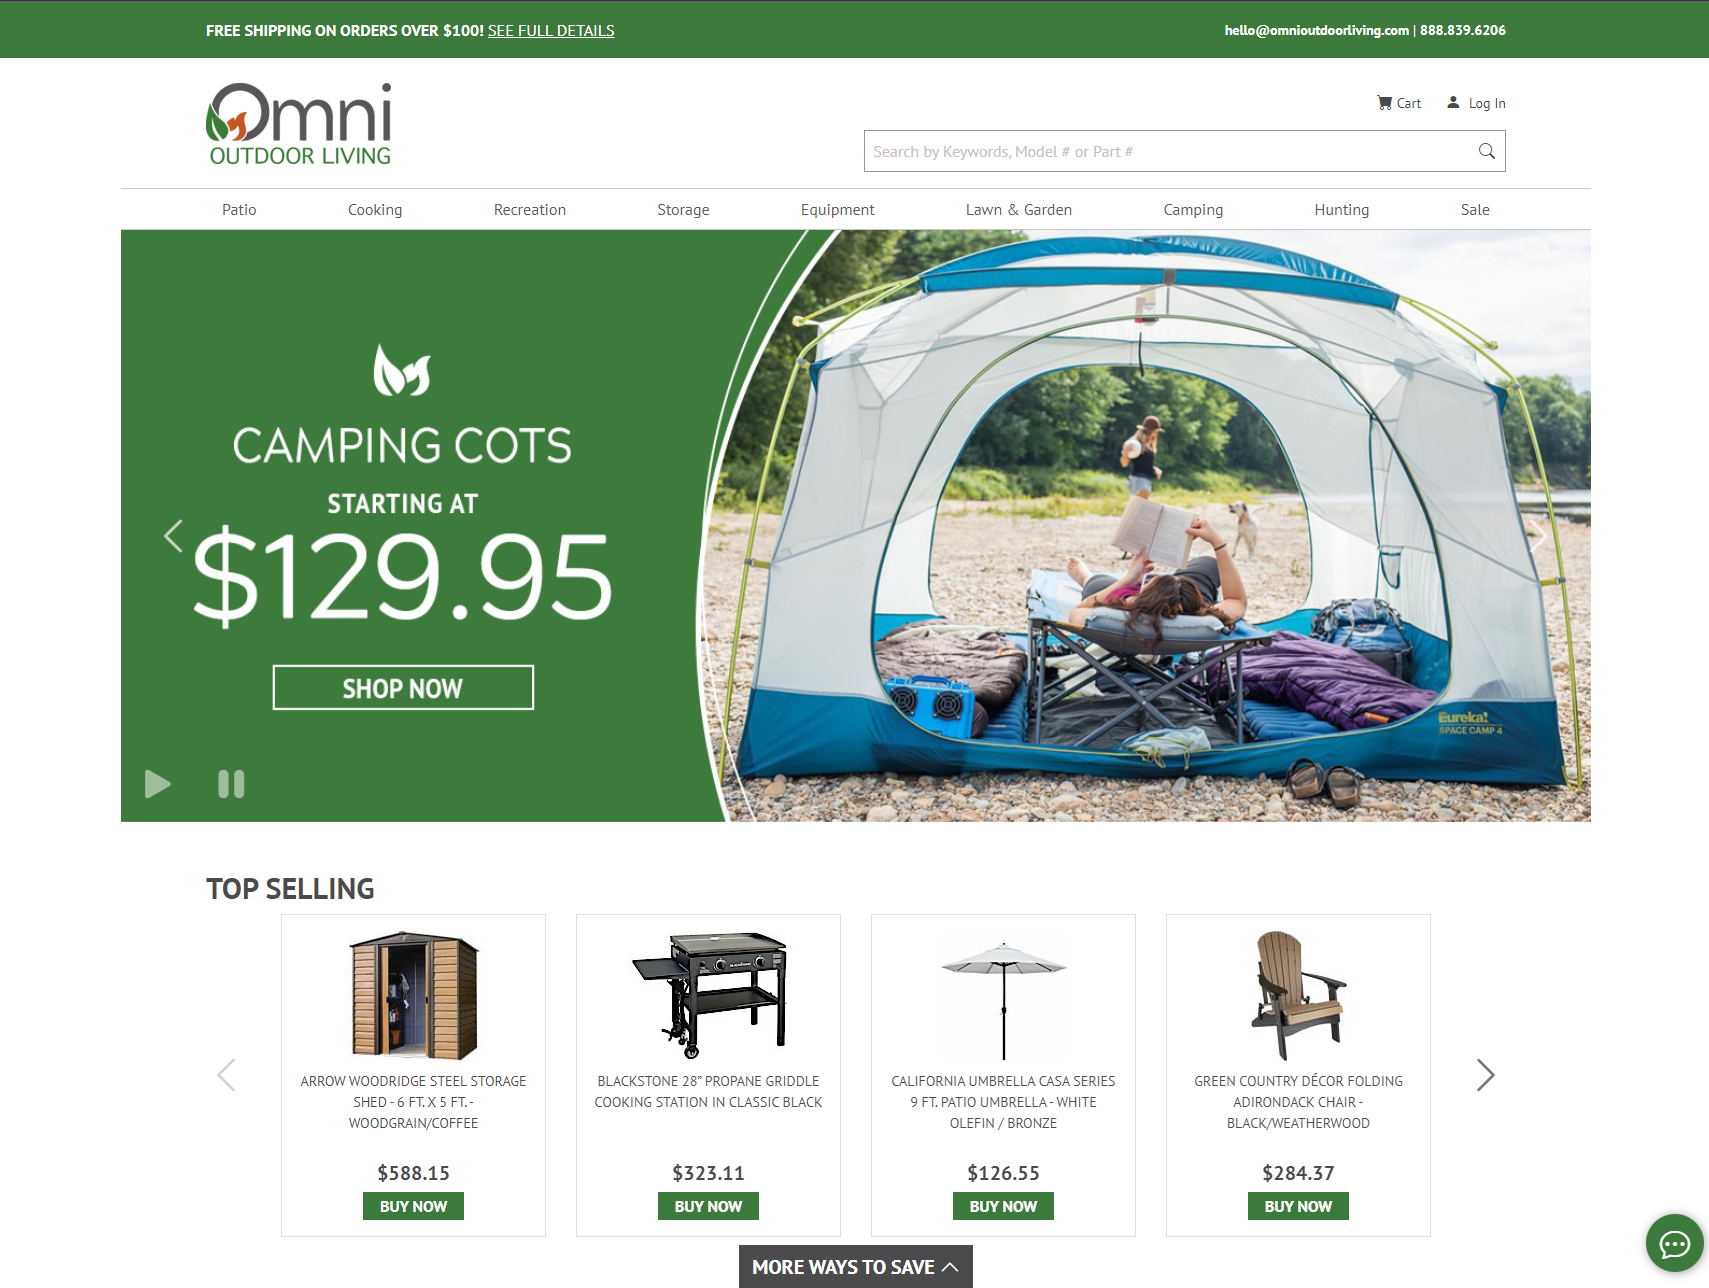 FREE SHIPPING ON ORDERS OVER $100! SEE FULL DETAILS
hello@omnioutdoorliving.com | 888.839.6206
Omni
OUTDOOR LIVING
Cart
Log In
Search by Keywords, Model # or Part #
Patio
Cooking
Recreation
Storage
Equipment
Lawn & Garden
Camping
Hunting
Sale
CAMPING COTS
STARTING AT
$129.95
SHOP NOW
Eureka!
SPACE CAMP 4
TOP SELLING
ARROW WOODRIDGE STEEL STORAGE
SHED - 6 FT. X 5 FT. -
WOODGRAIN/COFFEE
$588.15
BUY NOW
BLACKSTONE
BLACKSTONE 28” PROPANE GRIDDLE
COOKING STATION IN CLASSIC BLACK
$323.11
BUY NOW
CALIFORNIA UMBRELLA CASA SERIES
9 FT. PATIO UMBRELLA - WHITE
OLEFIN / BRONZE
$126.55
BUY NOW
GREEN COUNTRY DÉCOR FOLDING
ADIRONDACK CHAIR -
BLACK/WEATHERWOOD
$284.37
BUY NOW
MORE WAYS TO SAVE